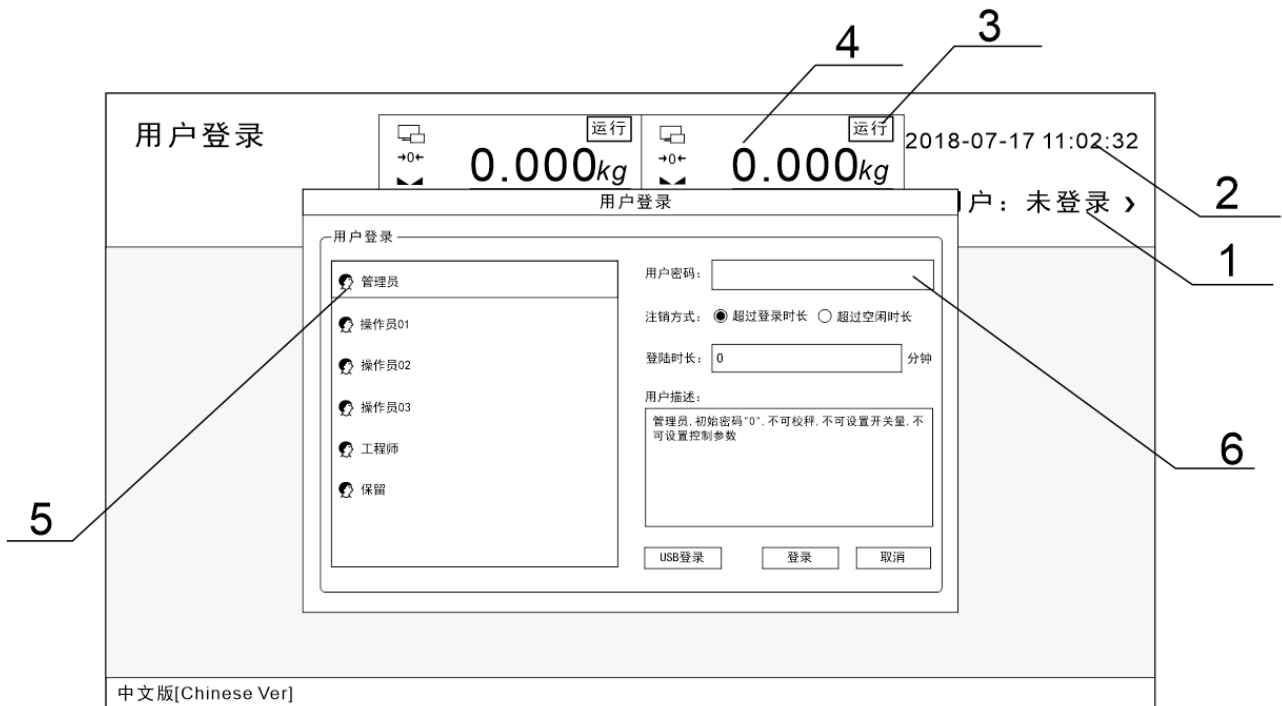 4
3
用户登录
运行
运行
2018-07-17 11:02:32
→0←
0.000kg
→0←
0.000kg
2
用户登录
户：未登录 ›
用户登录
1
管理员
用户密码：
操作员01
注销方式： 超过登录时长 超过空闲时长
操作员02
登陆时长： 0 分钟
操作员03
用户描述：
管理员,初始密码"0",不可校秤,不可设置开关量,不
可设置控制参数
工程师
6
保留
5
USB登录 登录 取消
中文版[Chinese Ver]